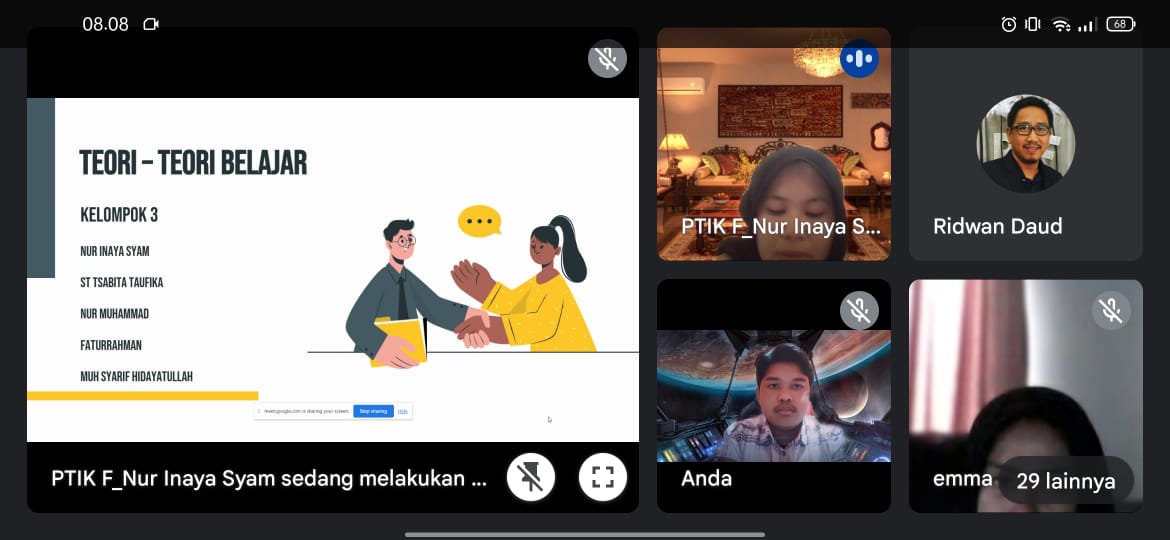 08.08
68
TEORI – TEORI BELAJAR
KELOMPOK 3
NUR INAYA SYAM
ST TSABITA TAUFIKA
NUR MUHAMMAD
FATURRAHMAN
MUH SYARIF HIDAYATULLAH
meet.google.com is sharing your screen.
Stop sharing
Hide
PTIK F_Nur Inaya Syam sedang melakukan ...
PTIK F_Nur Inaya S...
Ridwan Daud
Anda
emma
29 lainnya